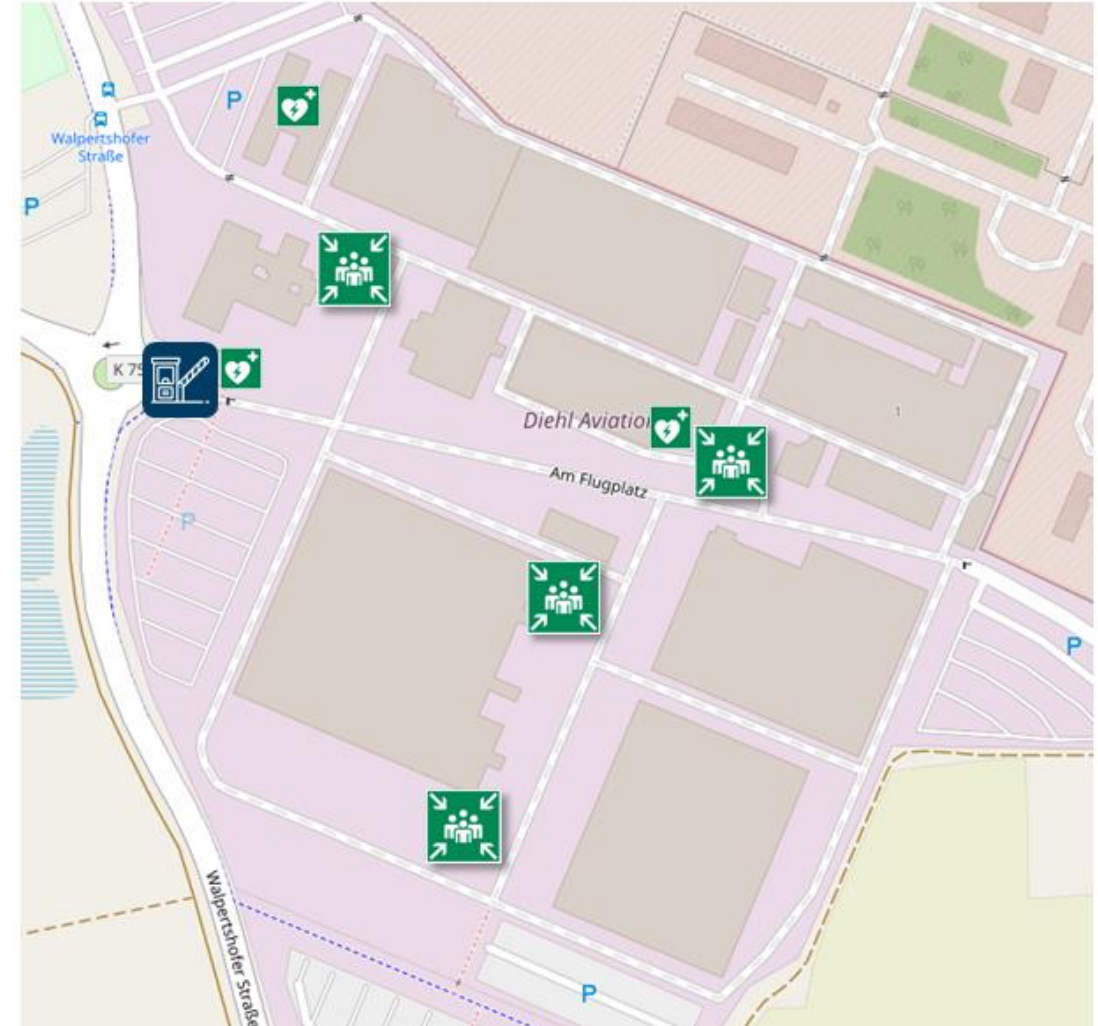 P
Walpertshofer
Straße
P
K 75
Diehl Aviation
1
Am Flugplatz
P
P
Walpertshofer Straße
P